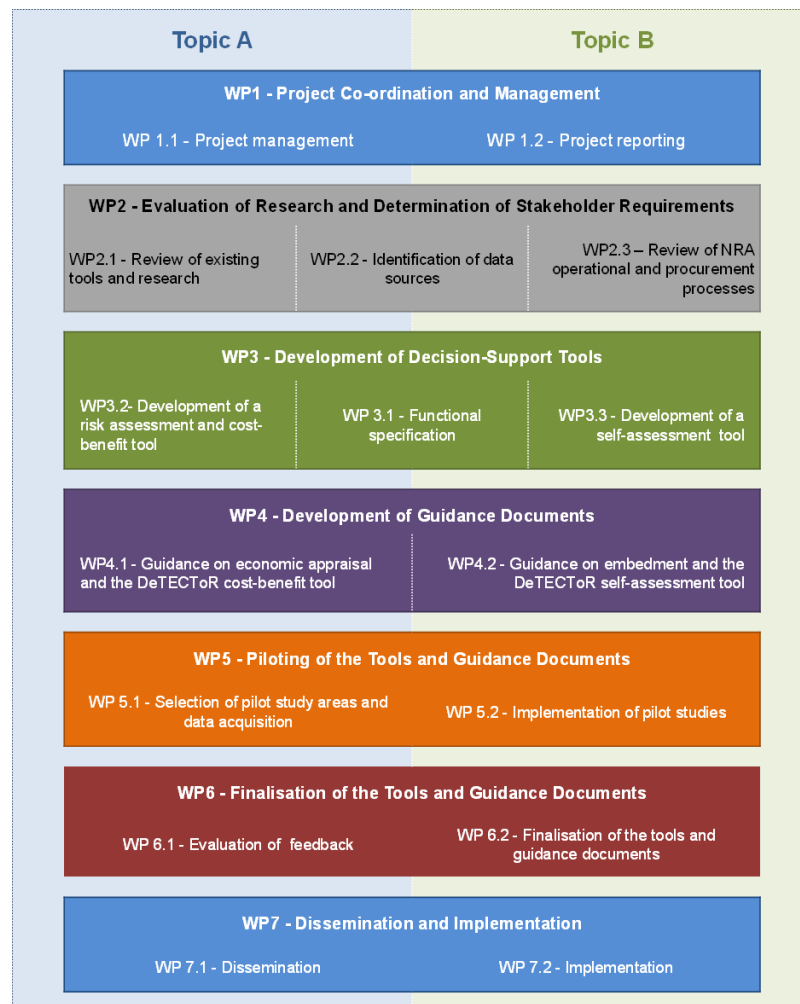 Topic A
Topic B
WP1 - Project Co-ordination and Management
WP 1.1 - Project management
WP 1.2 - Project reporting
WP2 - Evaluation of Research and Determination of Stakeholder Requirements
WP2.1 - Review of existing
tools and research
WP2.2 - Identification of data
sources
WP2.3 – Review of NRA
operational and procurement
processes
WP3 - Development of Decision-Support Tools
WP3.2- Development of a
risk assessment and cost-
benefit tool
WP 3.1 - Functional
specification
WP3.3 - Development of a
self-assessment tool
WP4 - Development of Guidance Documents
WP4.1 - Guidance on economic appraisal
and the DeTECToR cost-benefit tool
WP4.2 - Guidance on embedment and the
DeTECToR self-assessment tool
WP5 - Piloting of the Tools and Guidance Documents
WP 5.1 - Selection of pilot study areas and
data acquisition
WP 5.2 - Implementation of pilot studies
WP6 - Finalisation of the Tools and Guidance Documents
WP 6.1 - Evaluation of feedback
WP 6.2 - Finalisation of the tools and
guidance documents
WP7 - Dissemination and Implementation
WP 7.1 - Dissemination
WP 7.2 - Implementation